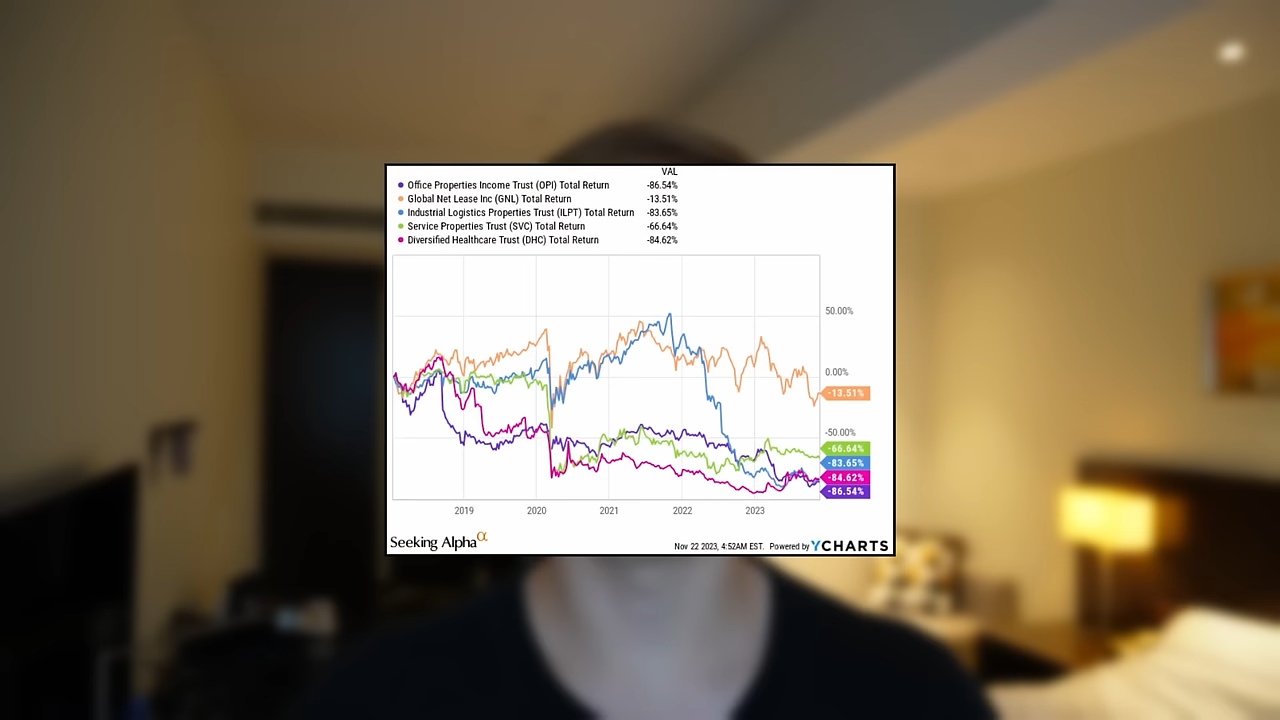 VAL
Office Properties Income Trust (OPI) Total Return -86.54%
Global Net Lease Inc (GNL) Total Return -13.51%
Industrial Logistics Properties Trust (ILPT) Total Return -83.65%
Service Properties Trust (SVC) Total Return -66.64%
Diversified Healthcare Trust (DHC) Total Return -84.62%
50.00%
0.00%
-13.51%
-50.00%
-66.64%
-83.65%
-84.62%
-86.54%
2019 2020 2021 2022 2023
Seeking Alphaα
Nov 22 2023, 4:52AM EST. Powered by YCHARTS